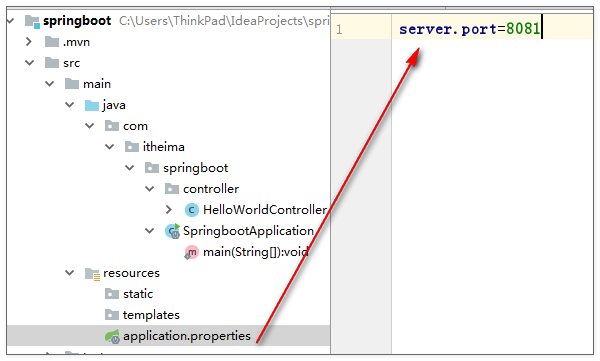 springboot C:\Users\ThinkPad\IdeaProjects\spri
.mvn
src
main
java
com
itheima
springboot
controller
HelloWorldController
SpringbootApplication
main(String[]):void
resources
static
templates
application.properties
1 server.port=8081